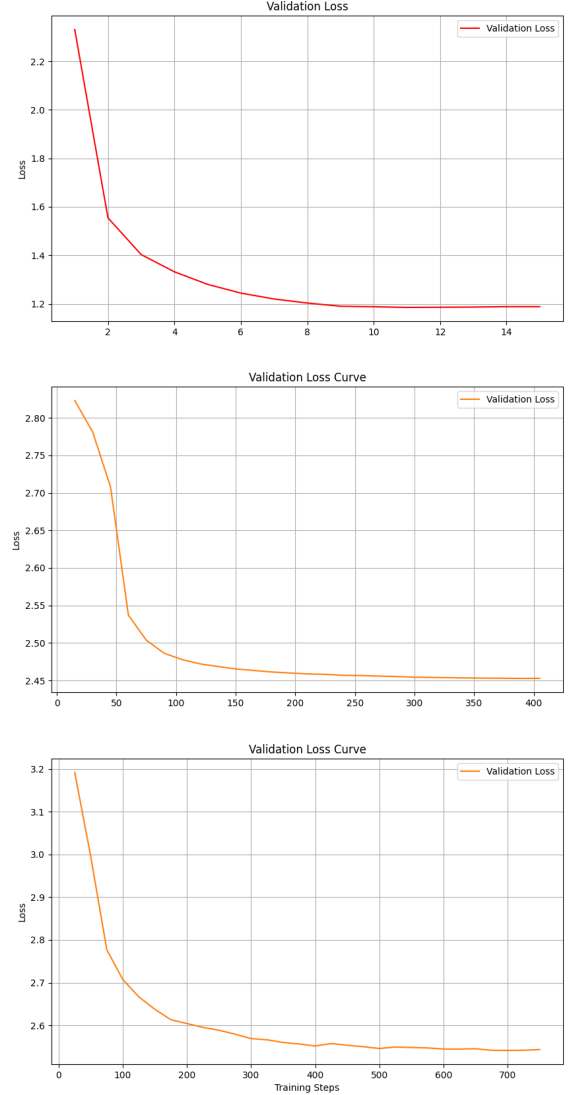 Validation Loss
Validation Loss
2.2
2.0
1.8
Loss
1.6
1.4
1.2
2 4 6 8 10 12 14
Validation Loss Curve
Validation Loss
2.80
2.75
2.70
2.65
Loss
2.60
2.55
2.50
2.45
0 50 100 150 200 250 300 350 400
Validation Loss Curve
3.2
Validation Loss
3.1
3.0
2.9
Loss
2.8
2.7
2.6
0 100 200 300 400 500 600 700
Training Steps